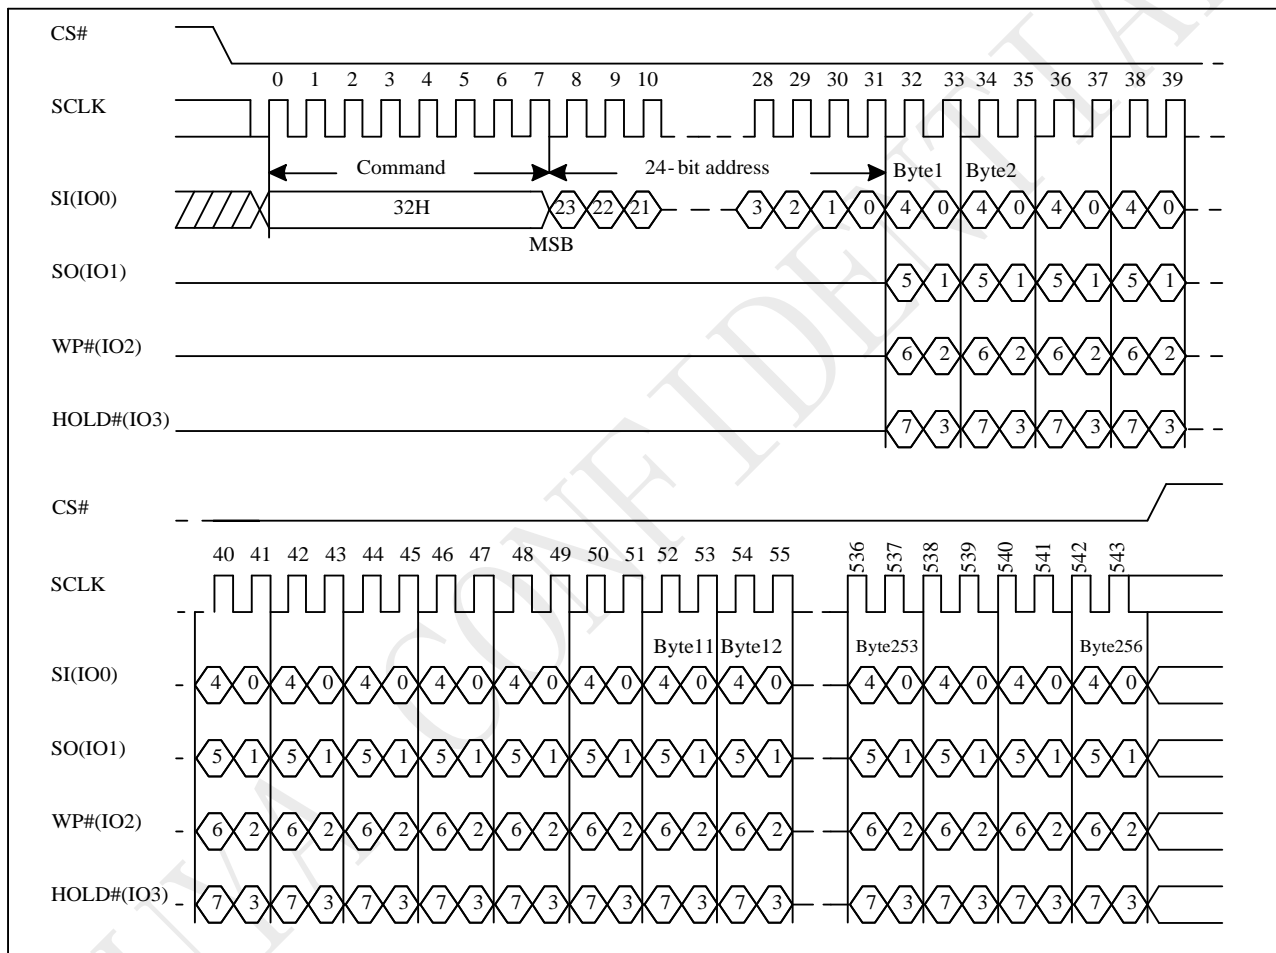 CS#
0 1 2 3 4 5 6 7 8 9 10 28 29 30 31 32 33 34 35 36 37 38 39
SCLK
Command 24-bit address Byte1 Byte2
SI(IO0) 32H 23 22 21 3 2 1 0 4 0 4 0 4 0 4 0
MSB
SO(IO1) 5 1 5 1 5 1 5 1
WP#(IO2) 6 2 6 2 6 2 6 2
HOLD#(IO3) 7 3 7 3 7 3 7 3
CS#
40 41 42 43 44 45 46 47 48 49 50 51 52 53 54 55 536 537 538 539 540 541 542 543
SCLK
Byte11 Byte12 Byte253 Byte256
SI(IO0) 4 0 4 0 4 0 4 0 4 0 4 0 4 0 4 0 4 0 4 0 4 0 4 0
SO(IO1) 5 1 5 1 5 1 5 1 5 1 5 1 5 1 5 1 5 1 5 1 5 1 5 1
WP#(IO2) 6 2 6 2 6 2 6 2 6 2 6 2 6 2 6 2 6 2 6 2 6 2 6 2
HOLD#(IO3) 7 3 7 3 7 3 7 3 7 3 7 3 7 3 7 3 7 3 7 3 7 3 7 3
CONFIDENTIAL